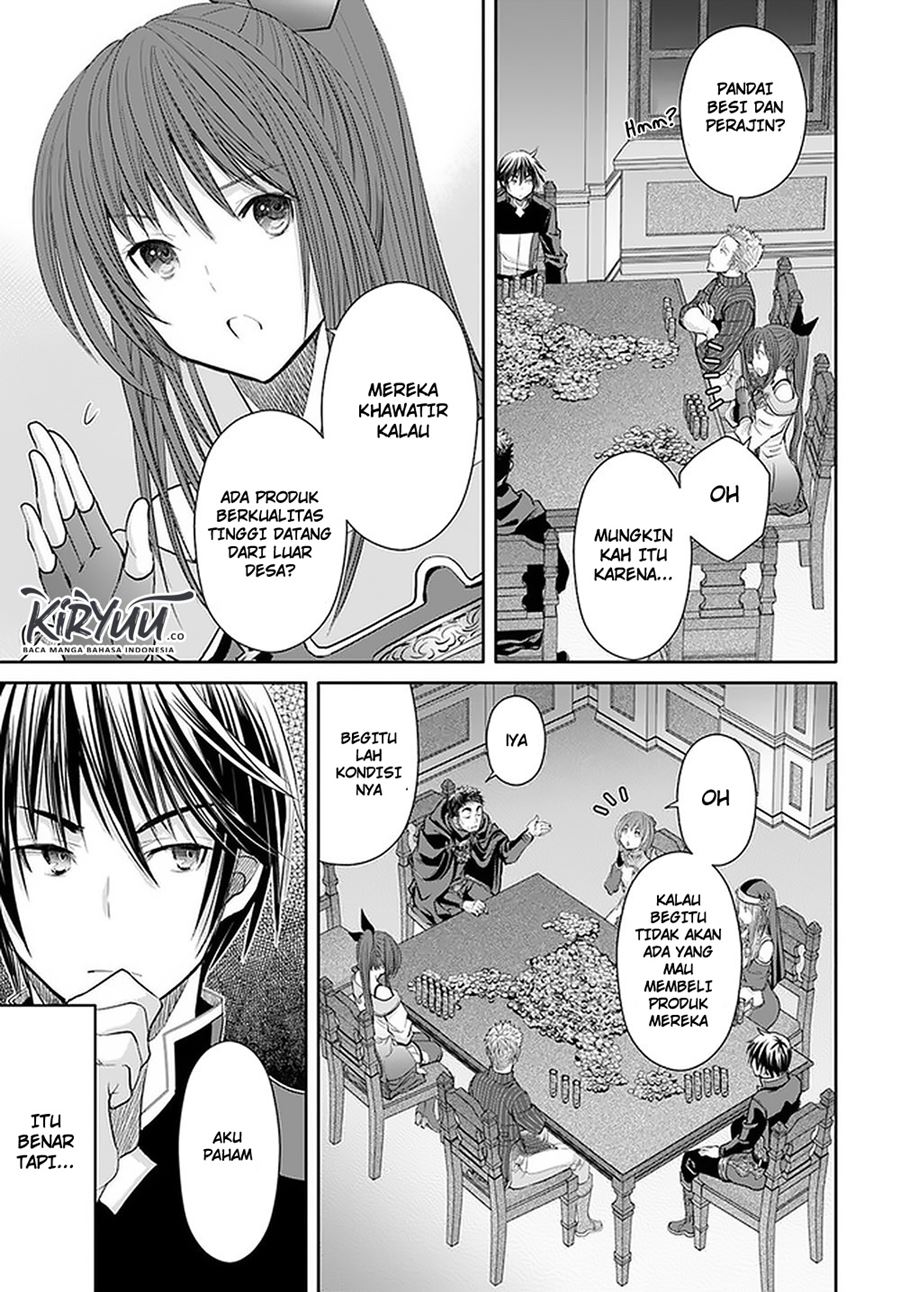 PANDAI
BESI DAN
PERAJIN?
Hmm?
OH
MUNGKIN
KAH ITU
KARENA...
MEREKA
KHAWATIR
KALAU
ADA PRODUK
BERKUALITAS
TINGGI DATANG
DARI LUAR
DESA?
KIRYUU.CO
BACA MANGA BAHASA INDONESIA
OH
KALAU
BEGITU
TIDAK AKAN
ADA YANG
MAU
MEMBELI
PRODUK
MEREKA
IYA
BEGITU
LAH
KONDISI
NYA
AKU
PAHAM
ITU
BENAR
TAPI...